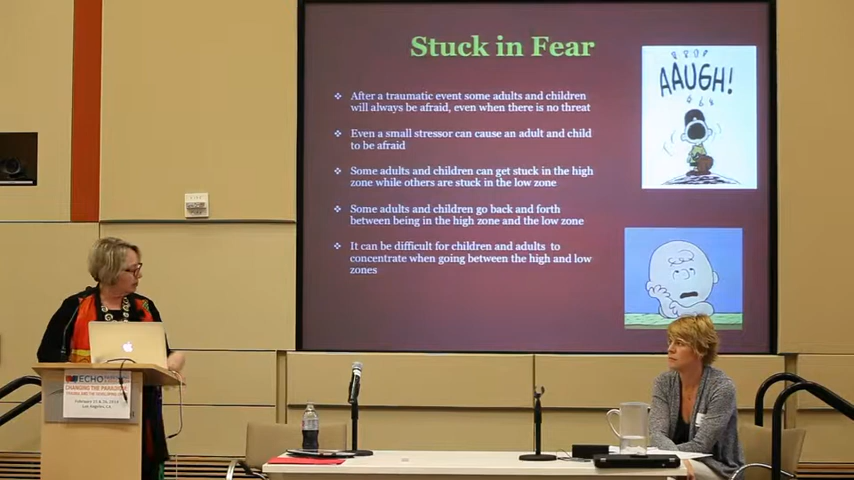 Stuck in Fear
After a traumatic event some adults and children
will always be afraid, even when there is no threat
Even a small stressor can cause an adult and child
to be afraid
Some adults and children can get stuck in the high
zone while others are stuck in the low zone
Some adults and children go back and forth
between being in the high zone and the low zone
It can be difficult for children and adults to
concentrate when going between the high and low
zones
AAUGH!
ECHO
CHANGING THE PARADIGM
Los Angeles, CA